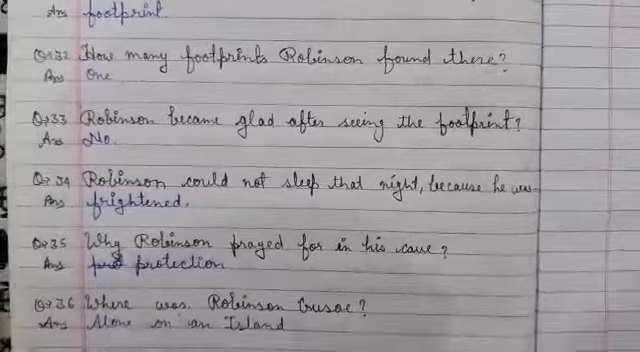 Ans footprint
Q.32 How many footprints Robinson found there?
Ans One
Q.33 Robinson became glad after seeing the footprint?
Ans No.
Q.34 Robinson could not sleep that night, because he was
Ans frightened.
Q.35 Why Robinson prayed for in his cave?
Ans protection
Q.36 Where was Robinson Crusoe?
Ans Alone on an Island